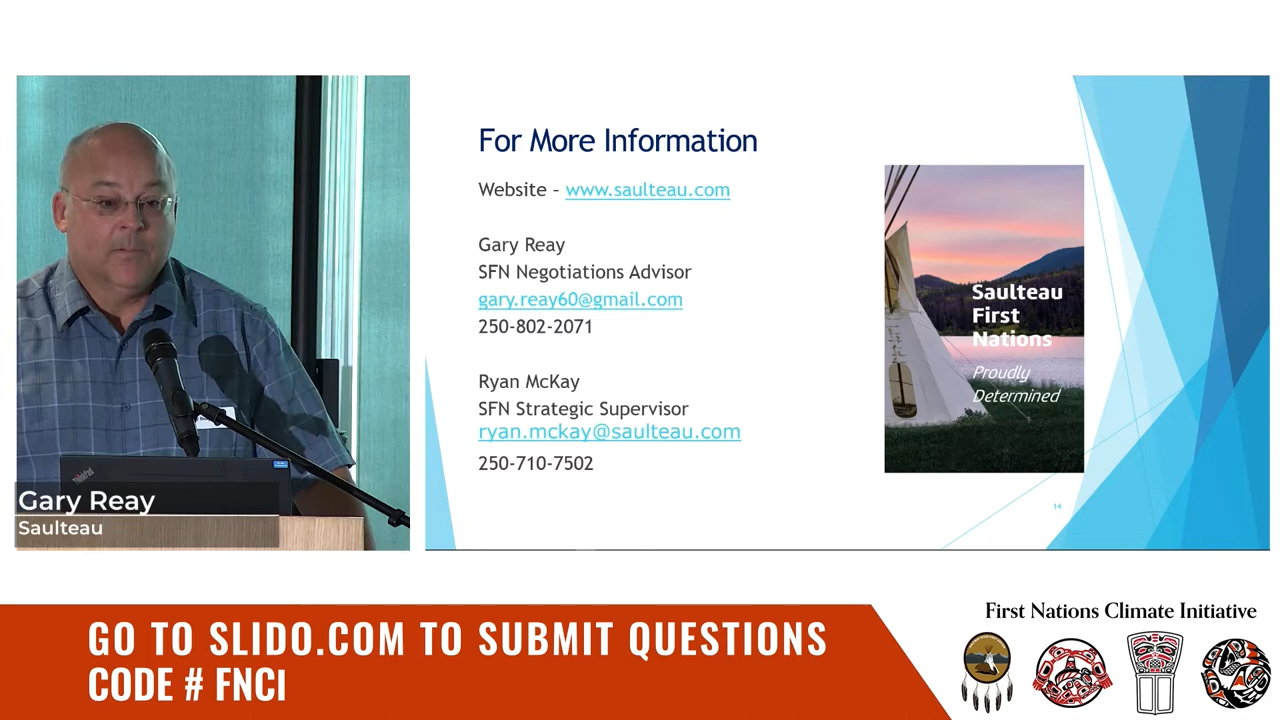 For More Information
Website – www.saulteau.com
Gary Reay
SFN Negotiations Advisor
gary.reay60@gmail.com
250-802-2071
Ryan McKay
SFN Strategic Supervisor
ryan.mckay@saulteau.com
250-710-7502
Saulteau
First
Nations
Proudly
Determined
14
ThinkPad
Gary Reay
Saulteau
First Nations Climate Initiative
GO TO SLIDO.COM TO SUBMIT QUESTIONS
CODE # FNCI